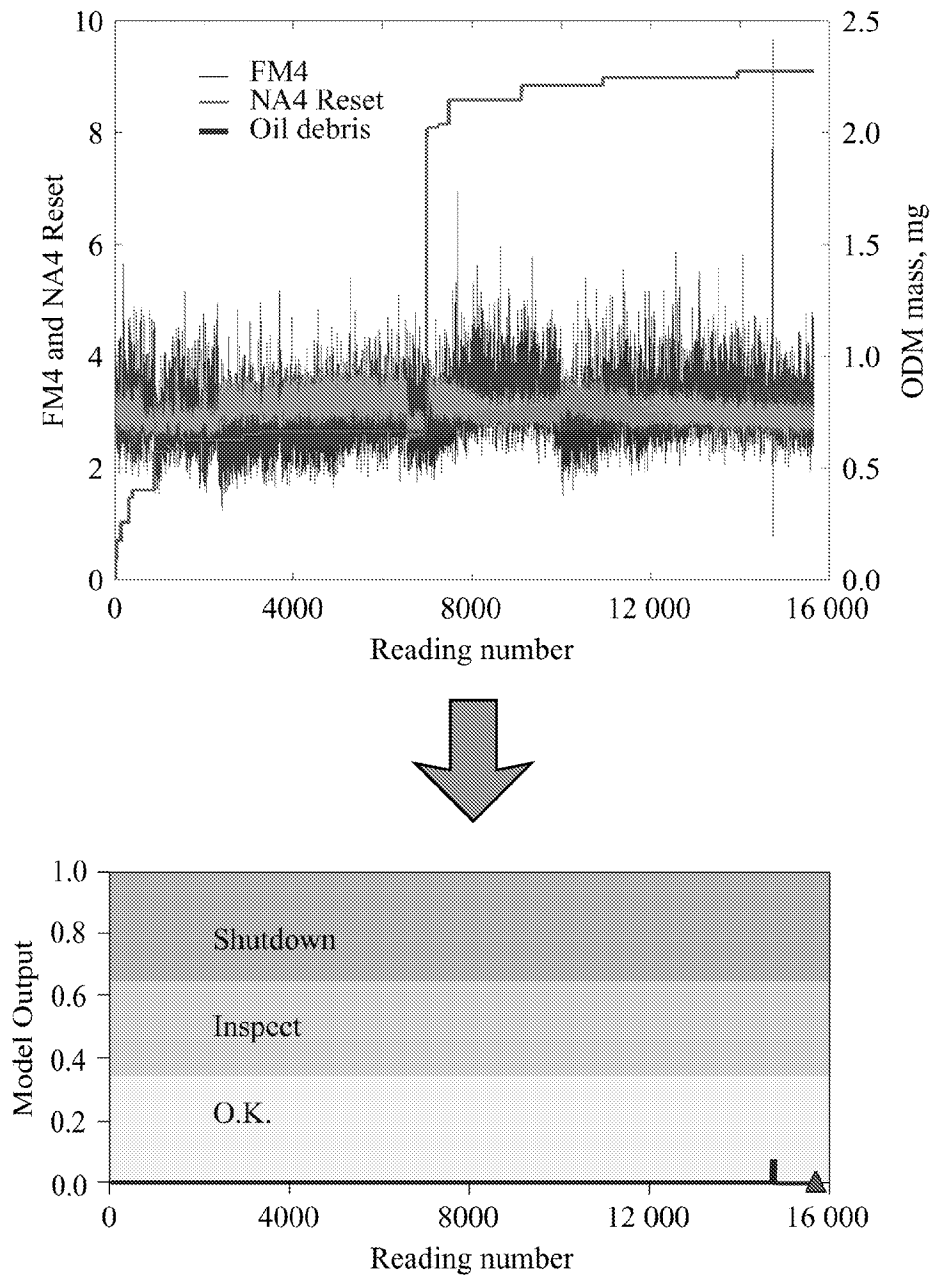 10
8
6
4
2
0
FM4 and NA4 Reset
FM4
NA4 Reset
Oil debris
2.5
2.0
1.5
1.0
0.5
0.0
ODM mass, mg
0 4000 8000 12 000 16 000
Reading number
1.0
0.8
0.6
0.4
0.2
0.0
Model Output
Shutdown
Inspect
O.K.
0 4000 8000 12 000 16 000
Reading number